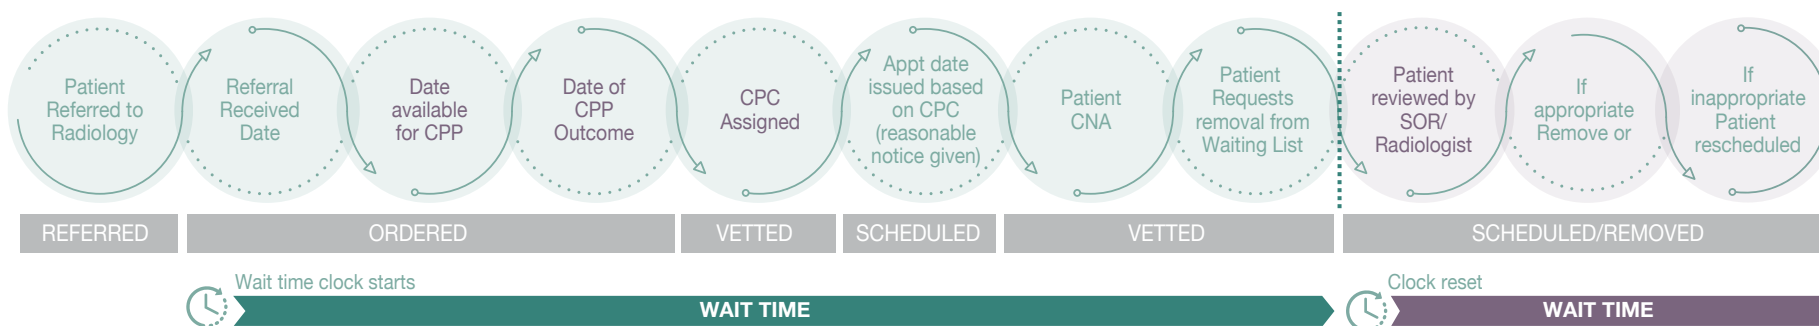 Patient
Referred to
Radiology
Referral
Received
Date
Date
available
for CPP
Date of
CPP
Outcome
CPC
Assigned
Appt date
issued based
on CPC
(reasonable
notice given)
Patient
CNA
Patient
Requests
removal from
Waiting List
Patient
reviewed by
SOR/
Radiologist
If
appropriate
Remove or
If
inappropriate
Patient
rescheduled
REFERRED
ORDERED
VETTED
SCHEDULED
VETTED
SCHEDULED/REMOVED
Wait time clock starts
Clock reset
WAIT TIME
WAIT TIME